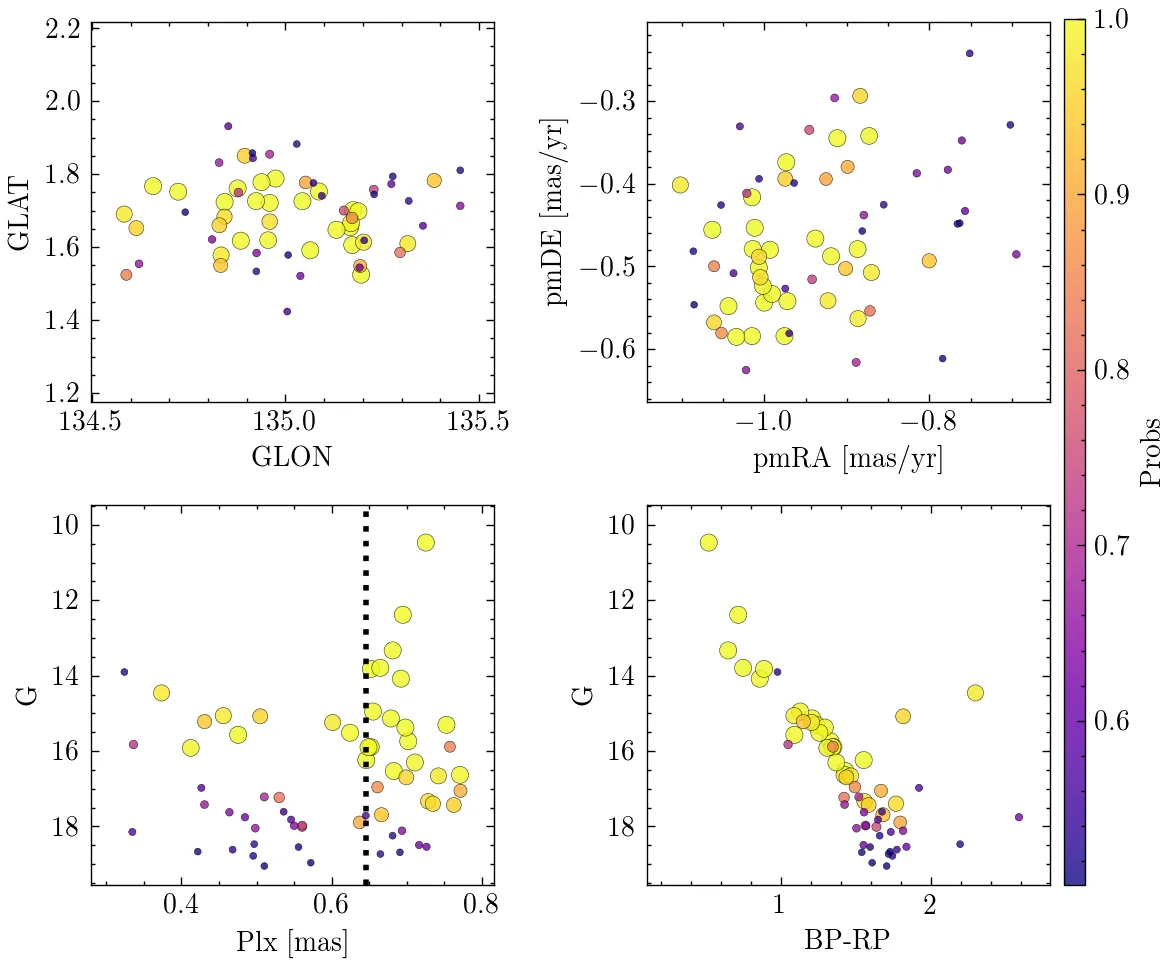 2.2
2.0
1.8
1.6
1.4
1.2
GLAT
134.5 135.0 135.5
GLON
−0.3
−0.4
−0.5
−0.6
pmDE [mas/yr]
−1.0 −0.8
pmRA [mas/yr]
1.0
0.9
0.8
0.7
0.6
Probs
10
12
14
16
18
G
0.4 0.6 0.8
Plx [mas]
10
12
14
16
18
G
1 2
BP-RP